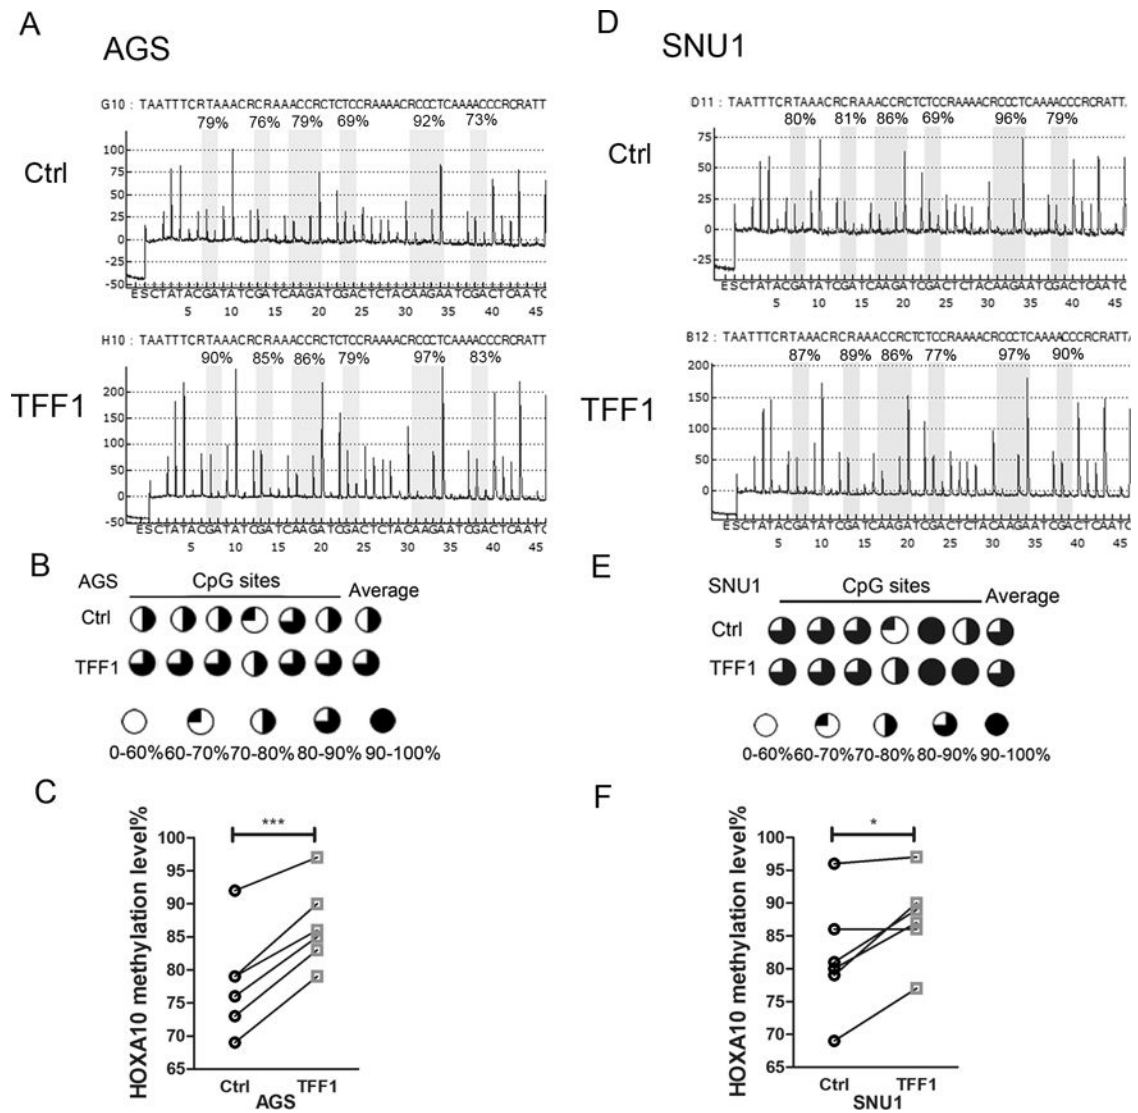 A
AGS
G10 : TAATTTCRTAAACRCRAAACCRCTCTCCRAAAACRCCCTCAAAACCCRCRATT
79% 76% 79% 69% 92% 73%
Ctrl
100
75
50
25
0
-25
-50
ESCTATACGATATCGATCAAGATCGACTCTACAAGAATCGACTCAATC
5 10 15 20 25 30 35 40 45
H10 : TAATTTCRTAAACRCRAAACCRCTCTCCRAAAACRCCCTCAAAACCCRCRATT
90% 85% 86% 79% 97% 83%
TFF1
200
150
100
50
0
-50
ESCTATACGATATCGATCAAGATCGACTCTACAAGAATCGACTCAATC
5 10 15 20 25 30 35 40 45
D
SNU1
D11 : TAATTTCRTAAACRCRAAACCRCTCTCCRAAAACRCCCTCAAAACCCRCRATT
80% 81% 86% 69% 96% 79%
Ctrl
75
50
25
0
-25
ESCTATACGATATCGATCAAGATCGACTCTACAAGAATCGACTCAATC
5 10 15 20 25 30 35 40 45
B12 : TAATTTCRTAAACRCRAAACCRCTCTCCRAAAACRCCCTCAAAACCCRCRATT
87% 89% 86% 77% 97% 90%
TFF1
200
150
100
50
0
ESCTATACGATATCGATCAAGATCGACTCTACAAGAATCGACTCAATC
5 10 15 20 25 30 35 40 45
B
AGS CpG sites Average
Ctrl
TFF1
0-60% 60-70% 70-80% 80-90% 90-100%
E
SNU1 CpG sites Average
Ctrl
TFF1
0-60% 60-70% 70-80% 80-90% 90-100%
C
HOXA10 methylation level%
***
100
95
90
85
80
75
70
65
Ctrl TFF1
AGS
F
HOXA10 methylation level%
*
100
95
90
85
80
75
70
65
Ctrl TFF1
SNU1